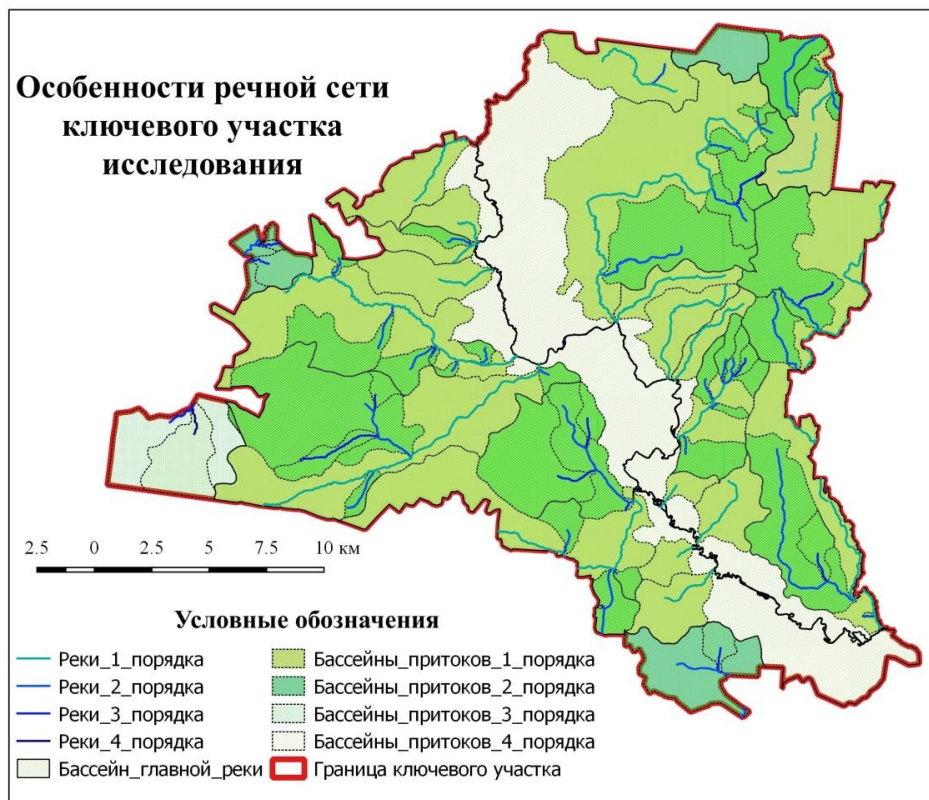 Особенности речной сети
ключевого участка
исследования
2.5 0 2.5 5 7.5 10 км
Условные обозначения
Реки_1_порядка
Реки_2_порядка
Реки_3_порядка
Реки_4_порядка
Бассейн_главной_реки
Бассейны_притоков_1_порядка
Бассейны_притоков_2_порядка
Бассейны_притоков_3_порядка
Бассейны_притоков_4_порядка
Граница ключевого участка